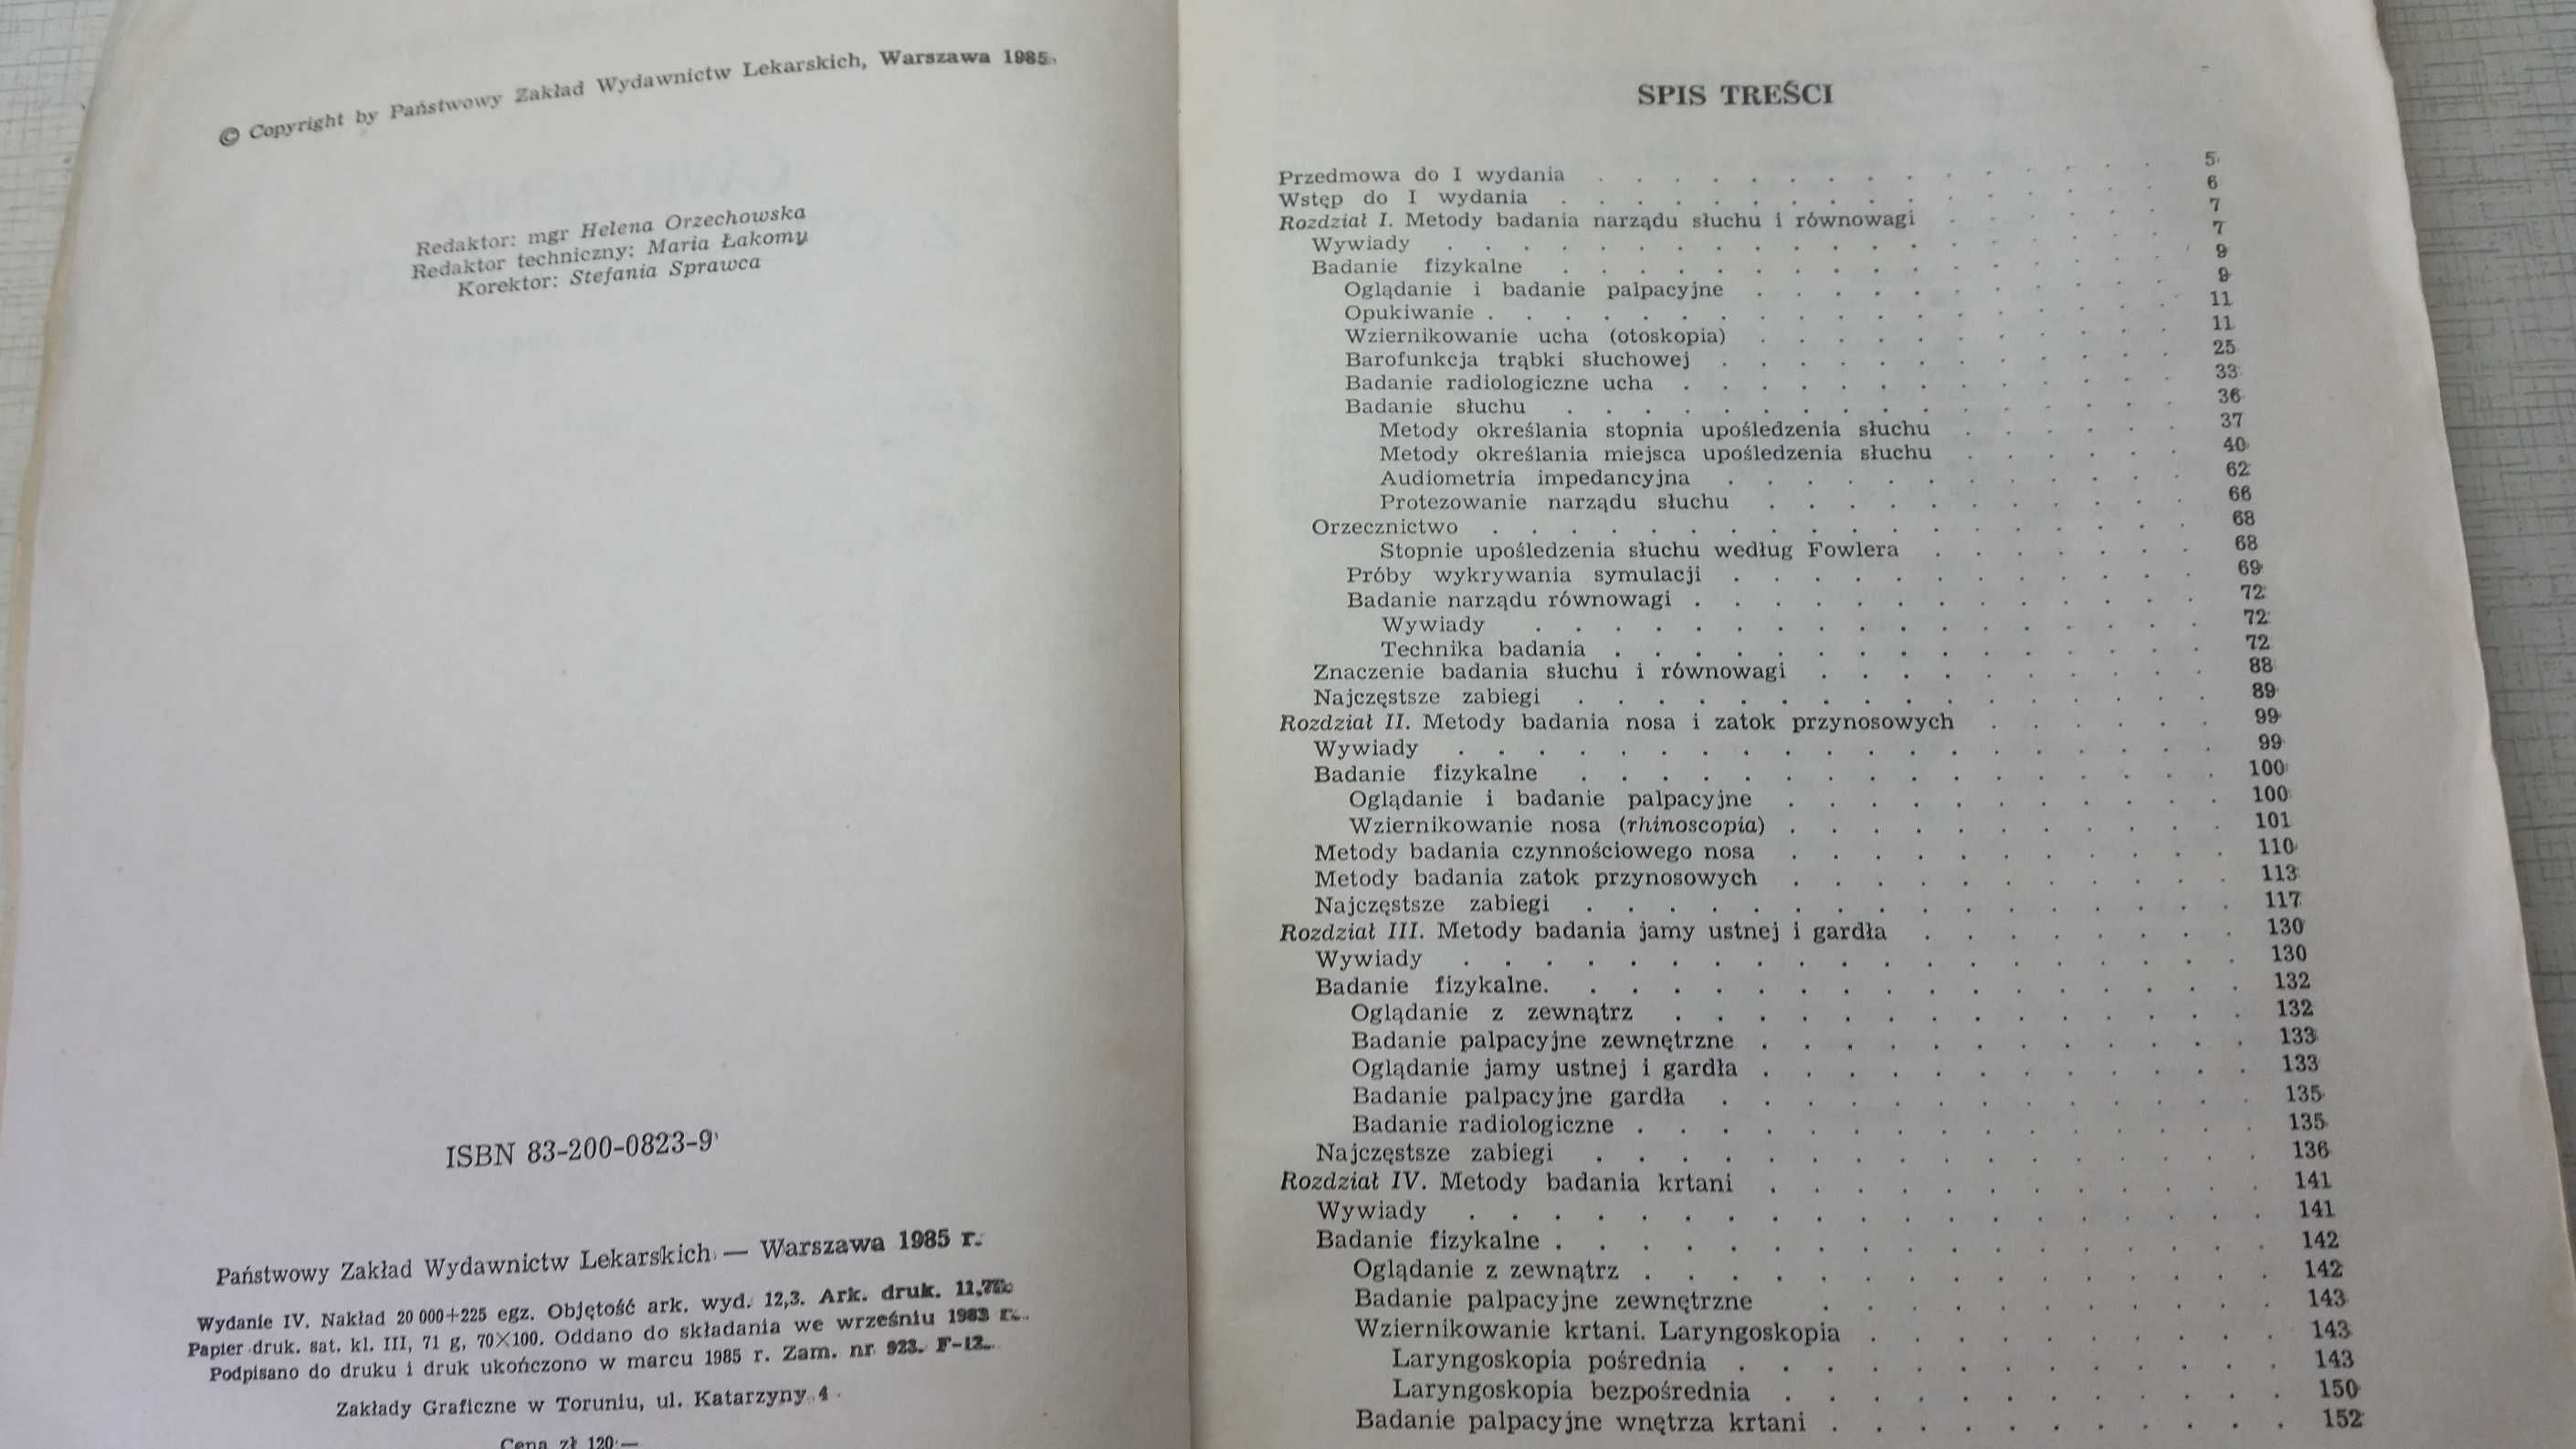 © Copyright by Państwowy Zakład Wydawnictw Lekarskich, Warszawa 1985
Redaktor: mgr Helena Orzechowska
Redaktor techniczny: Maria Łakomy
Korektor: Stefania Sprawca
ISBN 83-200-0823-9
Państwowy Zakład Wydawnictw Lekarskich — Warszawa 1985 r.
Wydanie IV. Nakład 20 000+225 egz. Objętość ark. wyd. 12,3. Ark. druk.
Papier druk. sat. kl. III, 71 g, 70×100. Oddano do składania we wrześniu 1983 r.
Podpisano do druku i druk ukończono w marcu 1985 r. Zam. nr 923. F-12.
Zakłady Graficzne w Toruniu, ul. Katarzyny 4
Cena zł 120.—
SPIS TREŚCI
Przedmowa do I wydania . . . . . . . . . . 5
Wstęp do I wydania . . . . . . . . . . 6
Rozdział I. Metody badania narządu słuchu i równowagi . . . . . 7
Wywiady . . . . . . . . . . 7
Badanie fizykalne . . . . . . . . . . 9
Oglądanie i badanie palpacyjne . . . . . . . . . . 9
Opukiwanie . . . . . . . . . . 11
Wziernikowanie ucha (otoskopia) . . . . . . . . . . 11
Barofunkcja trąbki słuchowej . . . . . . . . . . 25
Badanie radiologiczne ucha . . . . . . . . . . 33
Badanie słuchu . . . . . . . . . . 36
Metody określania stopnia upośledzenia słuchu . . . . . . 37
Metody określania miejsca upośledzenia słuchu . . . . . . 40
Audiometria impedancyjna . . . . . . . . . . 62
Protezowanie narządu słuchu . . . . . . . . . . 66
Orzecznictwo . . . . . . . . . . 68
Stopnie upośledzenia słuchu według Fowlera . . . . . . . 68
Próby wykrywania symulacji . . . . . . . . . . 69
Badanie narządu równowagi . . . . . . . . . . 72
Wywiady . . . . . . . . . . 72
Technika badania . . . . . . . . . . 72
Znaczenie badania słuchu i równowagi . . . . . . . . . . 88
Najczęstsze zabiegi . . . . . . . . . . 89
Rozdział II. Metody badania nosa i zatok przynosowych . . . . . . 99
Wywiady . . . . . . . . . . 99
Badanie fizykalne . . . . . . . . . . 100
Oglądanie i badanie palpacyjne . . . . . . . . . . 100
Wziernikowanie nosa (rhinoscopia) . . . . . . . . . . 101
Metody badania czynnościowego nosa . . . . . . . . . . 110
Metody badania zatok przynosowych . . . . . . . . . . 113
Najczęstsze zabiegi . . . . . . . . . . 117
Rozdział III. Metody badania jamy ustnej i gardła . . . . . . . . 130
Wywiady . . . . . . . . . . 130
Badanie fizykalne. . . . . . . . . . . 132
Oglądanie z zewnątrz . . . . . . . . . . 132
Badanie palpacyjne zewnętrzne . . . . . . . . . . 133
Oglądanie jamy ustnej i gardła . . . . . . . . . . 133
Badanie palpacyjne gardła . . . . . . . . . . 135
Badanie radiologiczne . . . . . . . . . . 135
Najczęstsze zabiegi . . . . . . . . . . 136
Rozdział IV. Metody badania krtani . . . . . . . . . . 141
Wywiady . . . . . . . . . . 141
Badanie fizykalne . . . . . . . . . . 142
Oglądanie z zewnątrz . . . . . . . . . . 142
Badanie palpacyjne zewnętrzne . . . . . . . . . . 143
Wziernikowanie krtani. Laryngoskopia . . . . . . . . . . 143
Laryngoskopia pośrednia . . . . . . . . . . 143
Laryngoskopia bezpośrednia . . . . . . . . . . 150
Badanie palpacyjne wnętrza krtani . . . . . . . . . . 152